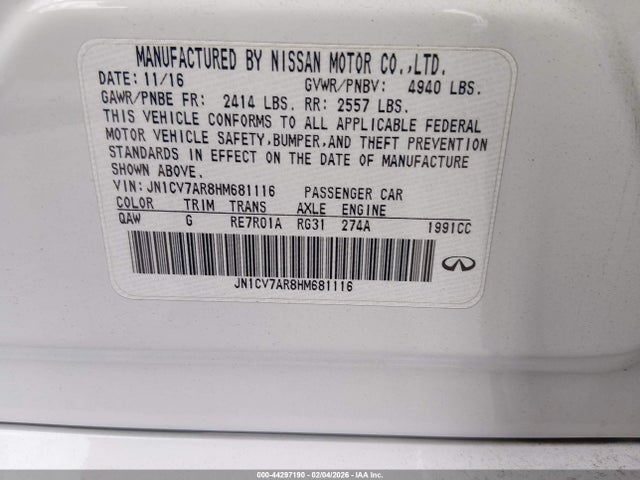 MANUFACTURED BY NISSAN MOTOR CO.,LTD.
DATE: 11/16 GVWR/PNBV: 4940 LBS.
GAWR/PNBE FR: 2414 LBS. RR: 2557 LBS.
THIS VEHICLE CONFORMS TO ALL APPLICABLE FEDERAL
MOTOR VEHICLE SAFETY,BUMPER,AND THEFT PREVENTION
STANDARDS IN EFFECT ON THE DATE OF MANUFACTURE
SHOWN ABOVE.
VIN: JN1CV7AR8HM681116 PASSENGER CAR
COLOR TRIM TRANS AXLE ENGINE
QAW G RE7R01A RG31 274A 1991CC
JN1CV7AR8HM681116
000-44297190 - 02/04/2026 - IAAI.com